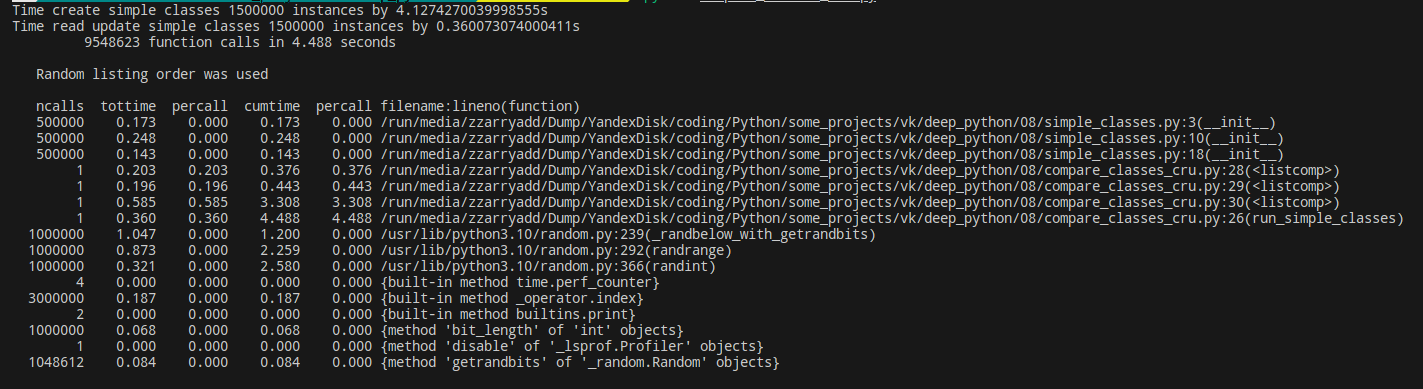 Time create simple classes 1500000 instances by 4.1274270039998555s
Time read update simple classes 1500000 instances by 0.360073074000411s
         9548623 function calls in 4.488 seconds

   Random listing order was used

   ncalls  tottime  percall  cumtime  percall filename:lineno(function)
   500000    0.173    0.000    0.173    0.000 /run/media/zzarryadd/Dump/YandexDisk/coding/Python/some_projects/vk/deep_python/08/simple_classes.py:3(__init__)
   500000    0.248    0.000    0.248    0.000 /run/media/zzarryadd/Dump/YandexDisk/coding/Python/some_projects/vk/deep_python/08/simple_classes.py:10(__init__)
   500000    0.143    0.000    0.143    0.000 /run/media/zzarryadd/Dump/YandexDisk/coding/Python/some_projects/vk/deep_python/08/simple_classes.py:18(__init__)
        1    0.203    0.203    0.376    0.376 /run/media/zzarryadd/Dump/YandexDisk/coding/Python/some_projects/vk/deep_python/08/compare_classes_cru.py:28(<listcomp>)
        1    0.196    0.196    0.443    0.443 /run/media/zzarryadd/Dump/YandexDisk/coding/Python/some_projects/vk/deep_python/08/compare_classes_cru.py:29(<listcomp>)
        1    0.585    0.585    3.308    3.308 /run/media/zzarryadd/Dump/YandexDisk/coding/Python/some_projects/vk/deep_python/08/compare_classes_cru.py:30(<listcomp>)
        1    0.360    0.360    4.488    4.488 /run/media/zzarryadd/Dump/YandexDisk/coding/Python/some_projects/vk/deep_python/08/compare_classes_cru.py:26(run_simple_classes)
  1000000    1.047    0.000    1.200    0.000 /usr/lib/python3.10/random.py:239(_randbelow_with_getrandbits)
  1000000    0.873    0.000    2.259    0.000 /usr/lib/python3.10/random.py:292(randrange)
  1000000    0.321    0.000    2.580    0.000 /usr/lib/python3.10/random.py:366(randint)
        4    0.000    0.000    0.000    0.000 {built-in method time.perf_counter}
  3000000    0.187    0.000    0.187    0.000 {built-in method _operator.index}
        2    0.000    0.000    0.000    0.000 {built-in method builtins.print}
  1000000    0.068    0.000    0.068    0.000 {method 'bit_length' of 'int' objects}
        1    0.000    0.000    0.000    0.000 {method 'disable' of '_lsprof.Profiler' objects}
  1048612    0.084    0.000    0.084    0.000 {method 'getrandbits' of '_random.Random' objects}